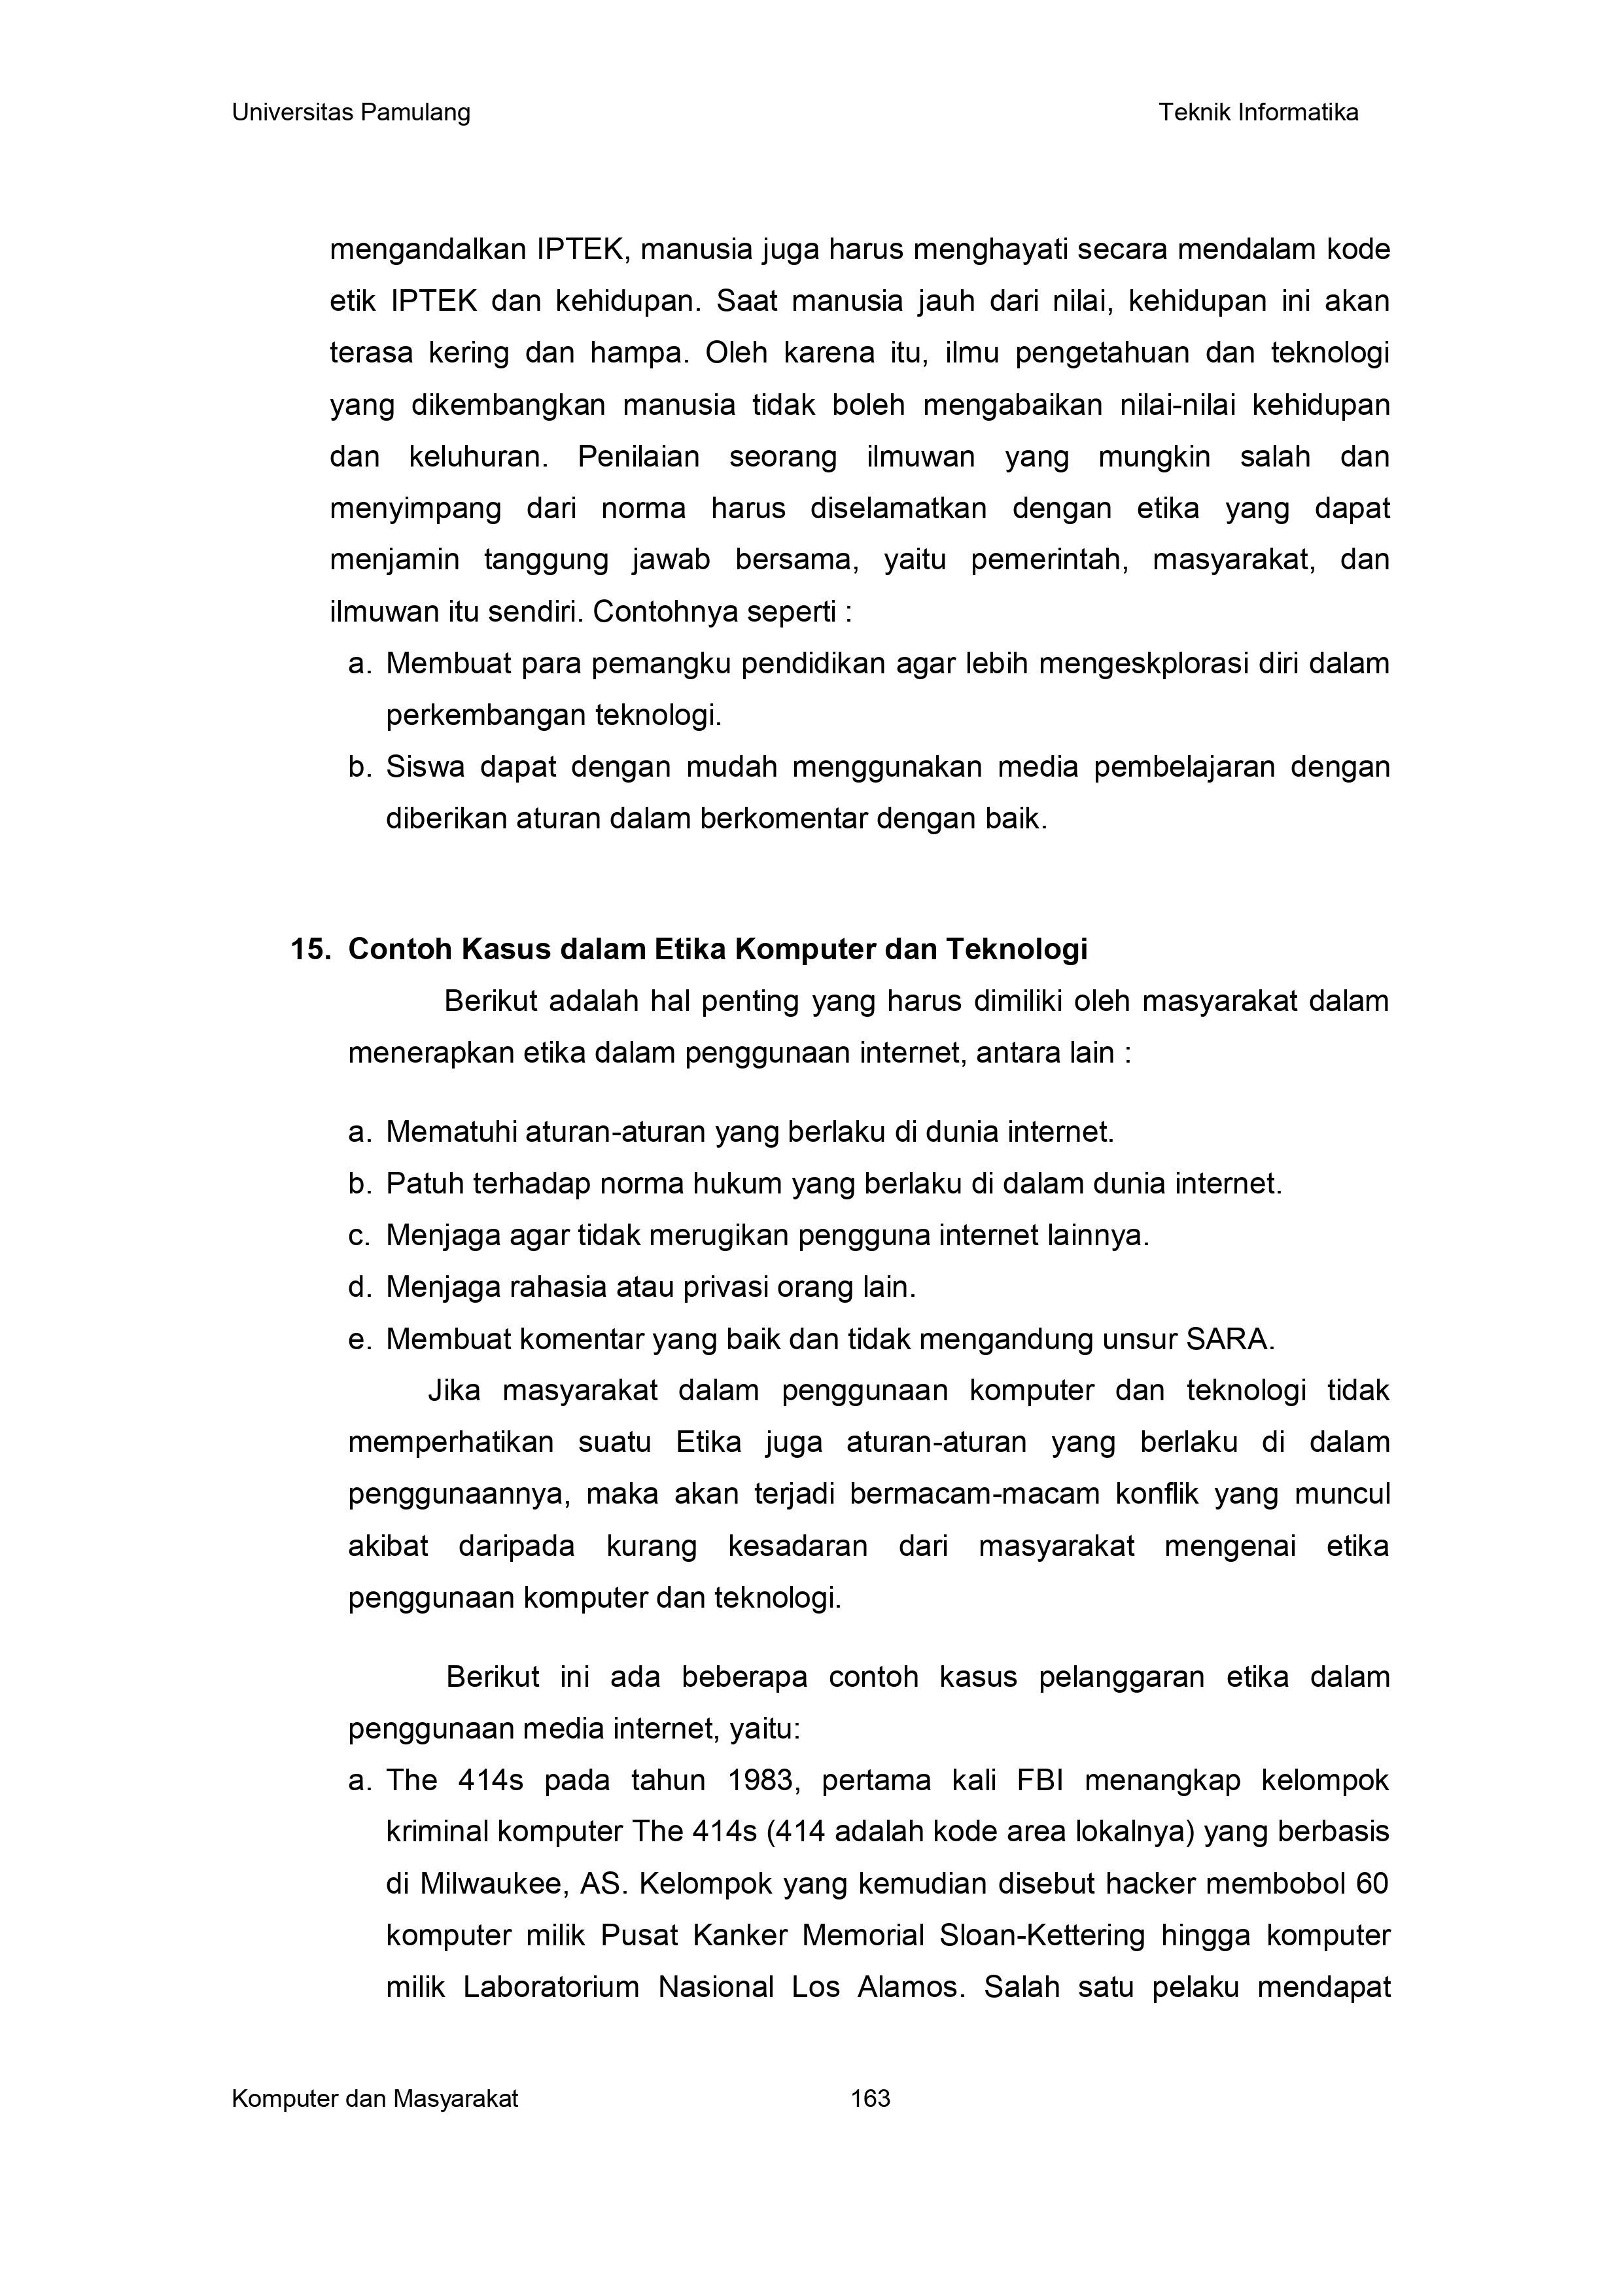 Universitas Pamulang Teknik Informatika
mengandalkan IPTEK, manusia juga harus menghayati secara mendalam kode
etik IPTEK dan kehidupan. Saat manusia jauh dari nilai, kehidupan ini akan
terasa kering dan hampa. Oleh karena itu, ilmu pengetahuan dan teknologi
yang dikembangkan manusia tidak boleh mengabaikan nilai-nilai kehidupan
dan keluhuran. Penilaian seorang ilmuwan yang mungkin salah dan
menyimpang dari norma harus diselamatkan dengan etika yang dapat
menjamin tanggung jawab bersama, yaitu pemerintah, masyarakat, dan
ilmuwan itu sendiri. Contohnya seperti :
a. Membuat para pemangku pendidikan agar lebih mengeskplorasi diri dalam
perkembangan teknologi.
b. Siswa dapat dengan mudah menggunakan media pembelajaran dengan
diberikan aturan dalam berkomentar dengan baik.
15. Contoh Kasus dalam Etika Komputer dan Teknologi
Berikut adalah hal penting yang harus dimiliki oleh masyarakat dalam
menerapkan etika dalam penggunaan internet, antara lain :
a. Mematuhi aturan-aturan yang berlaku di dunia internet.
b. Patuh terhadap norma hukum yang berlaku di dalam dunia internet.
c. Menjaga agar tidak merugikan pengguna internet lainnya.
d. Menjaga rahasia atau privasi orang lain.
e. Membuat komentar yang baik dan tidak mengandung unsur SARA.
Jika masyarakat dalam penggunaan komputer dan teknologi tidak
memperhatikan suatu Etika juga aturan-aturan yang berlaku di dalam
penggunaannya, maka akan terjadi bermacam-macam konflik yang muncul
akibat daripada kurang kesadaran dari masyarakat mengenai etika
penggunaan komputer dan teknologi.
Berikut ini ada beberapa contoh kasus pelanggaran etika dalam
penggunaan media internet, yaitu:
a. The 414s pada tahun 1983, pertama kali FBI menangkap kelompok
kriminal komputer The 414s (414 adalah kode area lokalnya) yang berbasis
di Milwaukee, AS. Kelompok yang kemudian disebut hacker membobol 60
komputer milik Pusat Kanker Memorial Sloan-Kettering hingga komputer
milik Laboratorium Nasional Los Alamos. Salah satu pelaku mendapat
Komputer dan Masyarakat 163